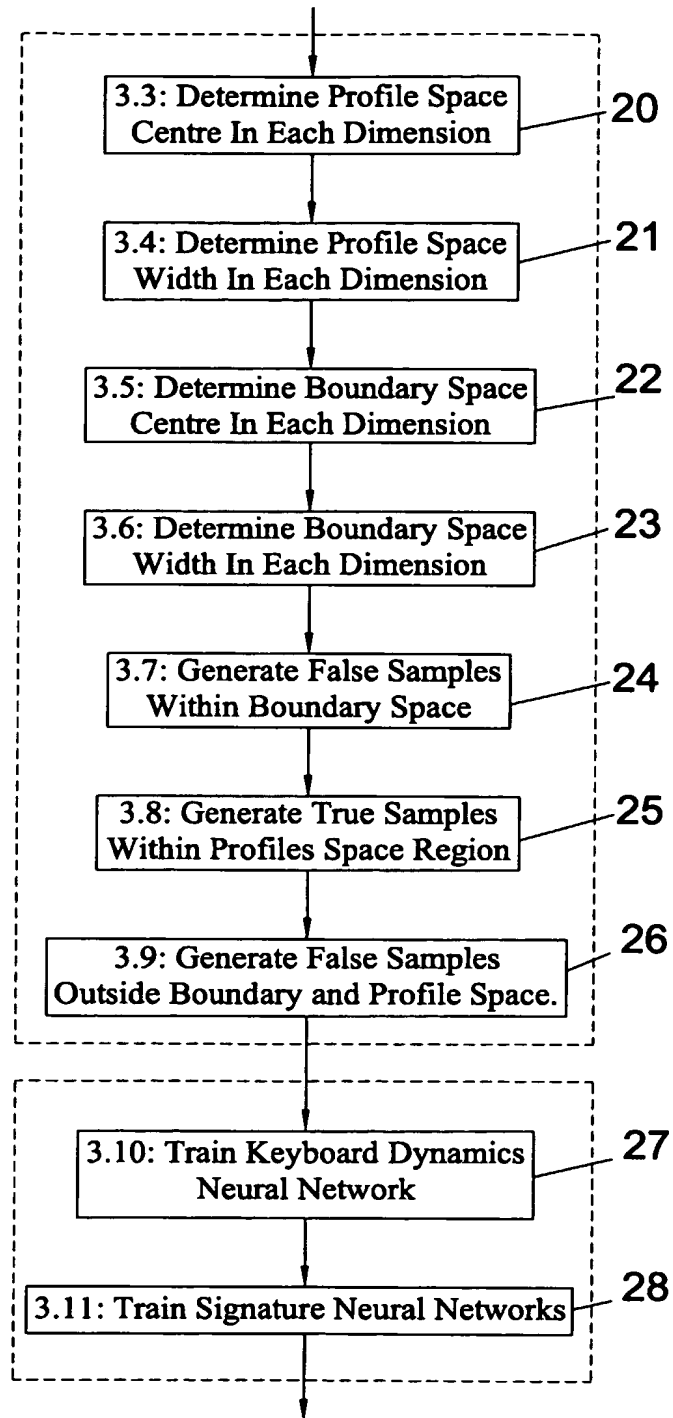 3.3: Determine Profile Space
Centre In Each Dimension
20
3.4: Determine Profile Space
Width In Each Dimension
21
3.5: Determine Boundary Space
Centre In Each Dimension
22
3.6: Determine Boundary Space
Width In Each Dimension
23
3.7: Generate False Samples
Within Boundary Space
24
3.8: Generate True Samples
Within Profiles Space Region
25
3.9: Generate False Samples
Outside Boundary and Profile Space.
26
3.10: Train Keyboard Dynamics
Neural Network
27
3.11: Train Signature Neural Networks
28